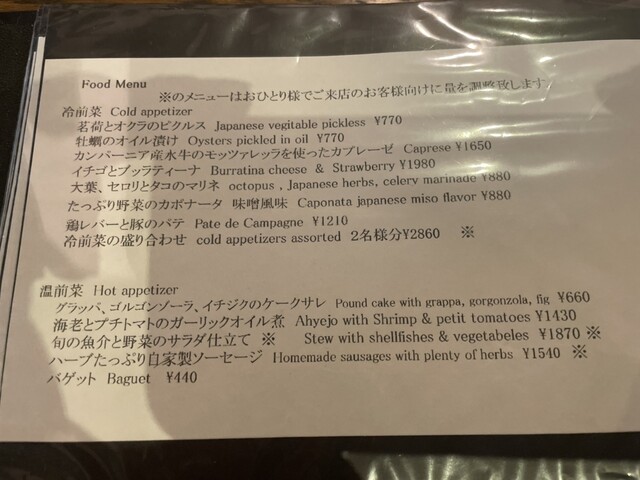 Food Menu
※のメニューはおひとり様でご来店のお客様向けに量を調整致します
冷前菜 Cold appetizer
茗荷とオクラのピクルス Japanese vegitable pickless ¥770
牡蠣のオイル漬け Oysters pickled in oil ¥770
カンパーニア産水牛のモッツァレッラを使ったカプレーゼ Caprese ¥1650
イチゴとブッラティーナ Burratina cheese & Strawberry ¥1980
大葉、セロリとタコのマリネ octopus , Japanese herbs, celery marinade ¥880
たっぷり野菜のカポナータ 味噌風味 Caponata japanese miso flavor ¥880
鶏レバーと豚のパテ Pate de Campagne ¥1210
冷前菜の盛り合わせ cold appetizers assorted 2名様分¥2860 ※
温前菜 Hot appetizer
グラッパ、ゴルゴンゾーラ、イチジクのケークサレ Pound cake with grappa, gorgonzola, fig ¥660
海老とプチトマトのガーリックオイル煮 Ahyejo with Shrimp & petit tomatoes ¥1430
旬の魚介と野菜のサラダ仕立て ※ Stew with shellfishes & vegetabeles ¥1870 ※
ハーブたっぷり自家製ソーセージ Homemade sausages with plenty of herbs ¥1540 ※
バゲット Baguet ¥440